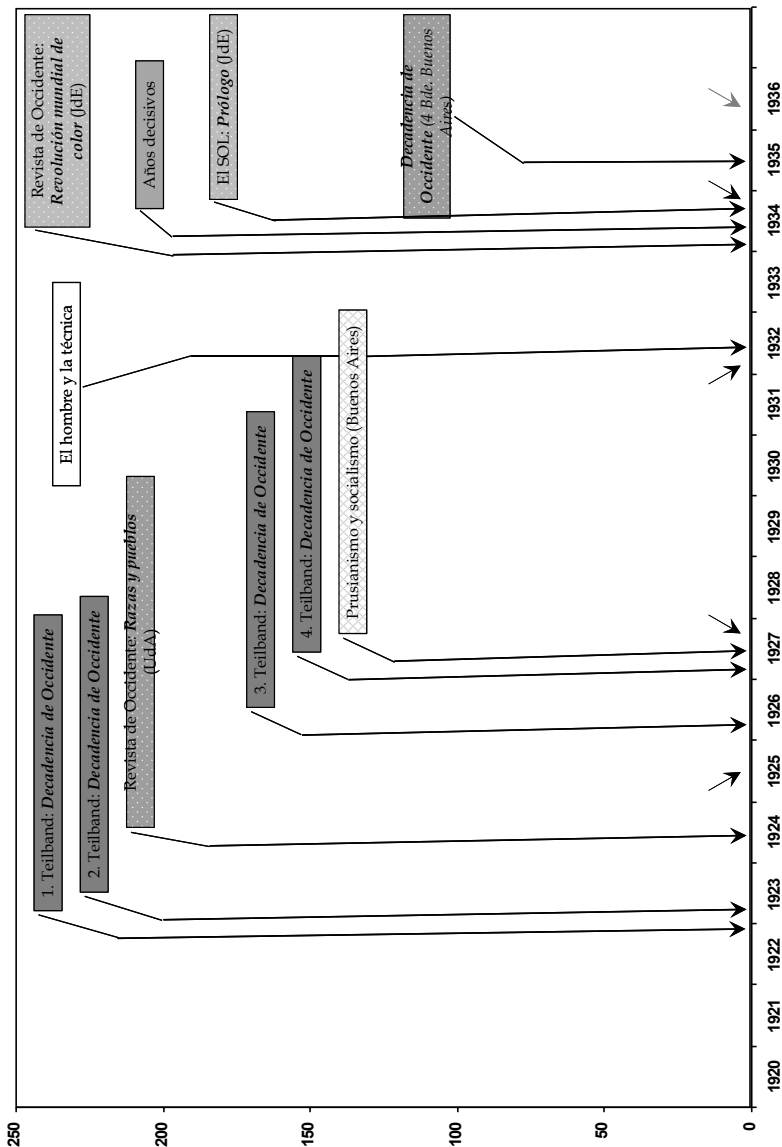 250
200
150
100
50
0
1. Teilband: Decadencia de Occidente
2. Teilband: Decadencia de Occidente
Revista de Occidente: Razas y pueblos
(UdA)
3. Teilband: Decadencia de Occidente
4. Teilband: Decadencia de Occidente
Prusianismo y socialismo (Buenos Aires)
El hombre y la técnica
Revista de Occidente:
Revolución mundial de
color (JdE)
Años decisivos
El SOL: Prólogo (JdE)
Decadencia de
Occidente (4 Bde. Buenos
Aires)
1920
1921
1922
1923
1924
1925
1926
1927
1928
1929
1930
1931
1932
1933
1934
1935
1936